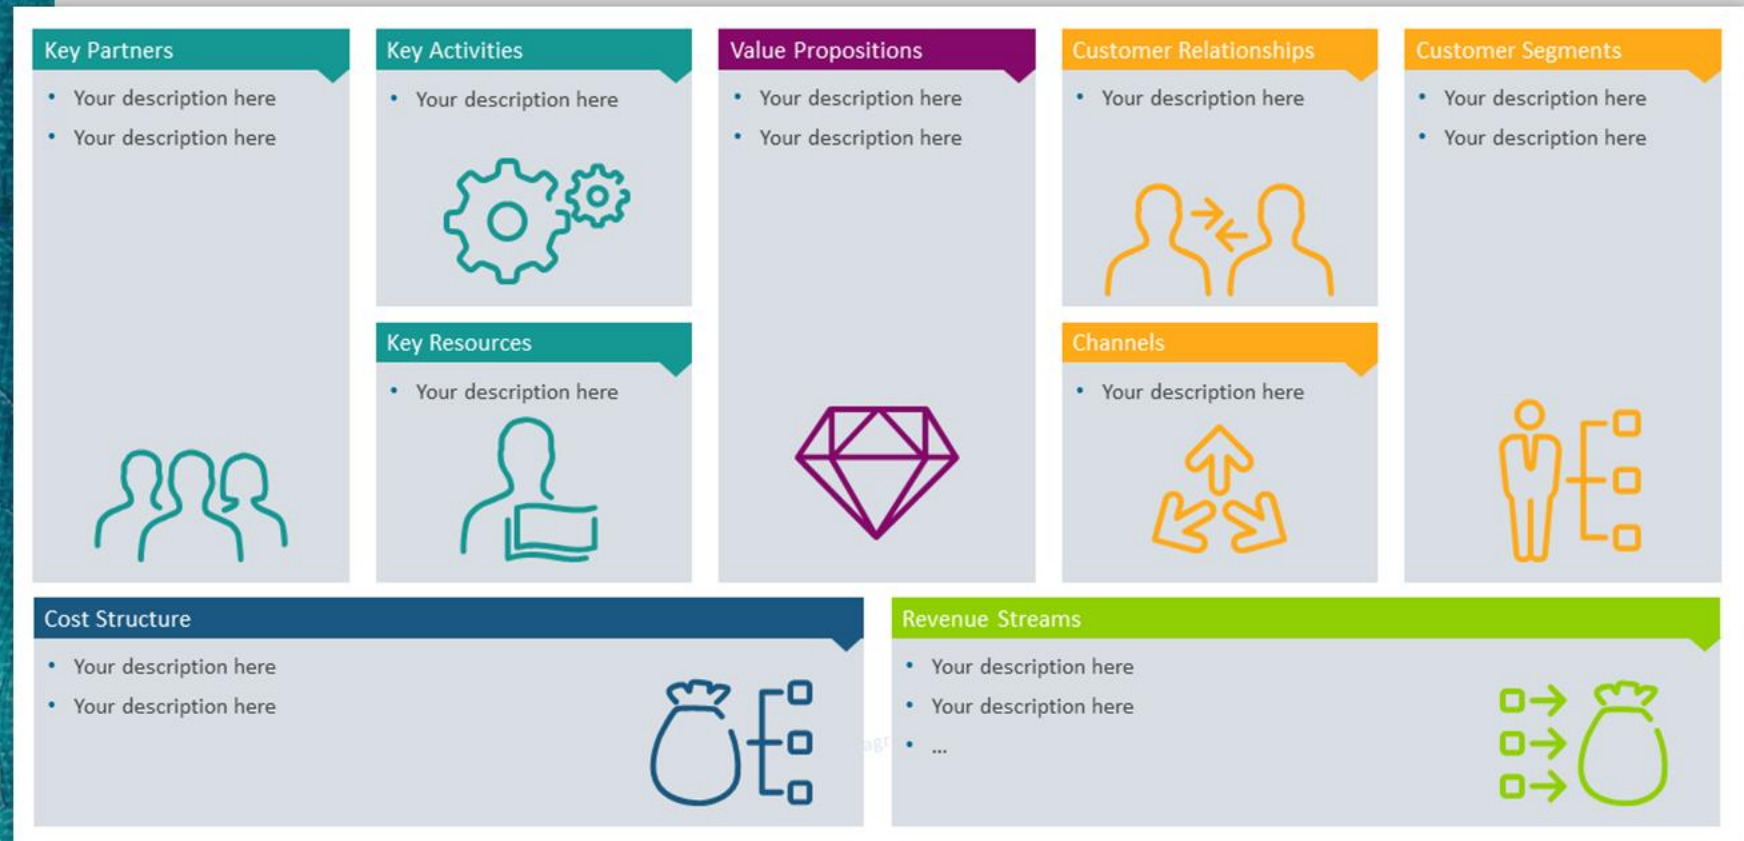 Key Partners
• Your description here
• Your description here
Key Activities
• Your description here
Key Resources
• Your description here
Value Propositions
• Your description here
• Your description here
Customer Relationships
• Your description here
Channels
• Your description here
Customer Segments
• Your description here
• Your description here
Cost Structure
• Your description here
• Your description here
Revenue Streams
• Your description here
• Your description here
• ...